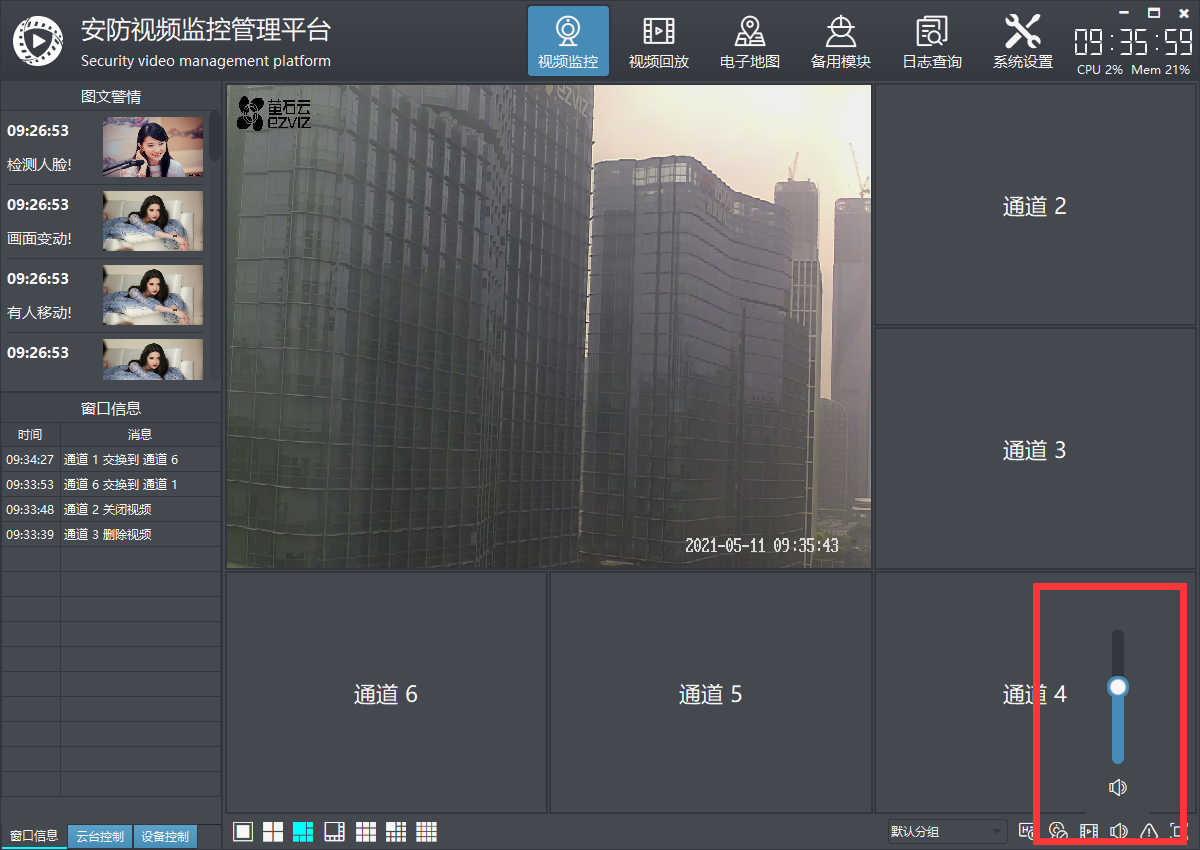 安防视频监控管理平台
Security video management platform
视频监控
视频回放
电子地图
备用模块
日志查询
系统设置
09:35:59
CPU 2% Mem 21%
图文警情
09:26:53
检测人脸!
09:26:53
画面变动!
09:26:53
有人移动!
09:26:53
窗口信息
时间 消息
09:34:27 通道 1 交换到 通道 6
09:33:53 通道 6 交换到 通道 1
09:33:48 通道 2 关闭视频
09:33:39 通道 3 删除视频
窗口信息
云台控制
设备控制
萤石云
ezviz
ezviz
2021-05-11 09:35:43
通道 2
通道 3
通道 6
通道 5
通道 4
默认分组